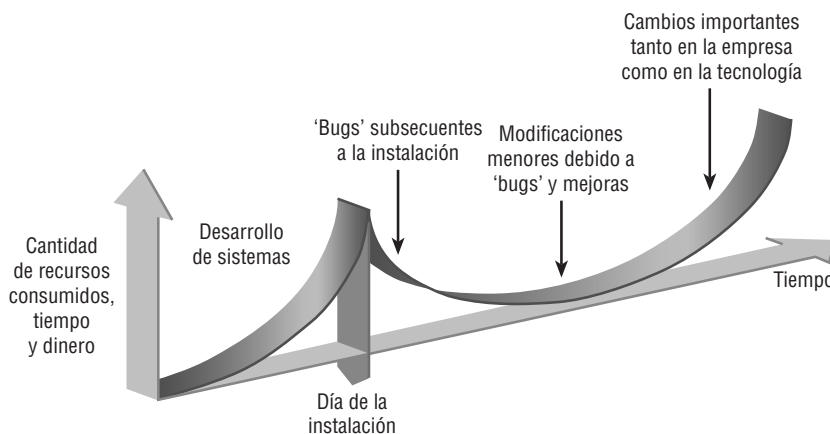 Cambios importantes
tanto en la empresa
como en la tecnología
'Bugs' subsecuentes
a la instalación
Modificaciones
menores debido a
'bugs' y mejoras
Desarrollo
de sistemas
Cantidad
de recursos
consumidos,
tiempo
y dinero
Tiempo
Día de la
instalación